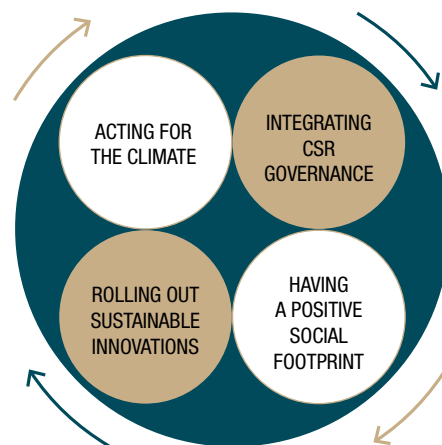 ACTING FOR
THE CLIMATE
INTEGRATING
CSR
GOVERNANCE
ROLLING OUT
SUSTAINABLE
INNOVATIONS
HAVING
A POSITIVE
SOCIAL
FOOTPRINT